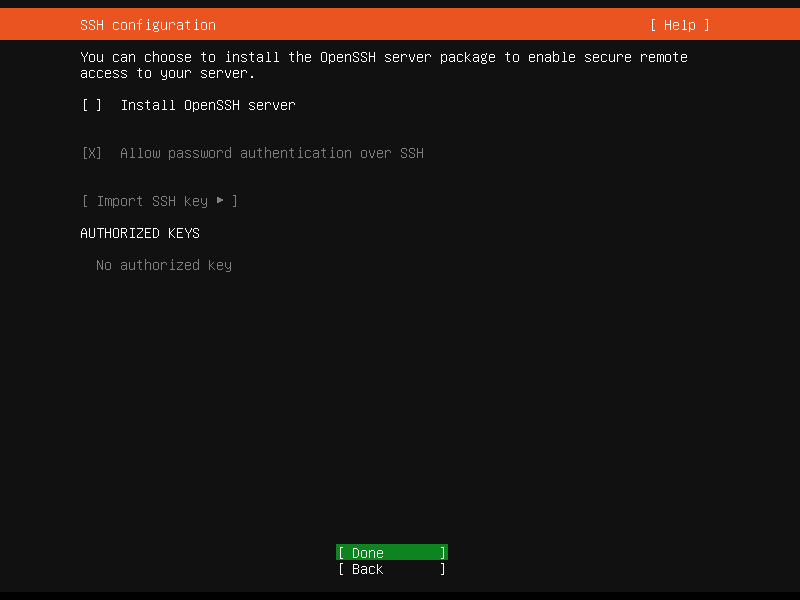 SSH configuration [ Help ]
You can choose to install the OpenSSH server package to enable secure remote
access to your server.
[ ] Install OpenSSH server
[X] Allow password authentication over SSH
[ Import SSH key ▸ ]
AUTHORIZED KEYS
No authorized key
[ Done ]
[ Back ]